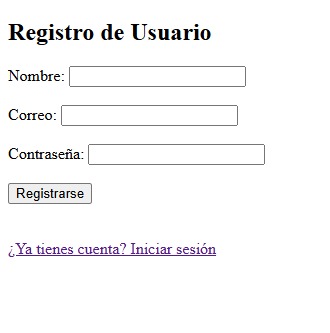 Registro de Usuario
Nombre:
Correo:
Contraseña:
Registrarse
¿Ya tienes cuenta? Iniciar sesión